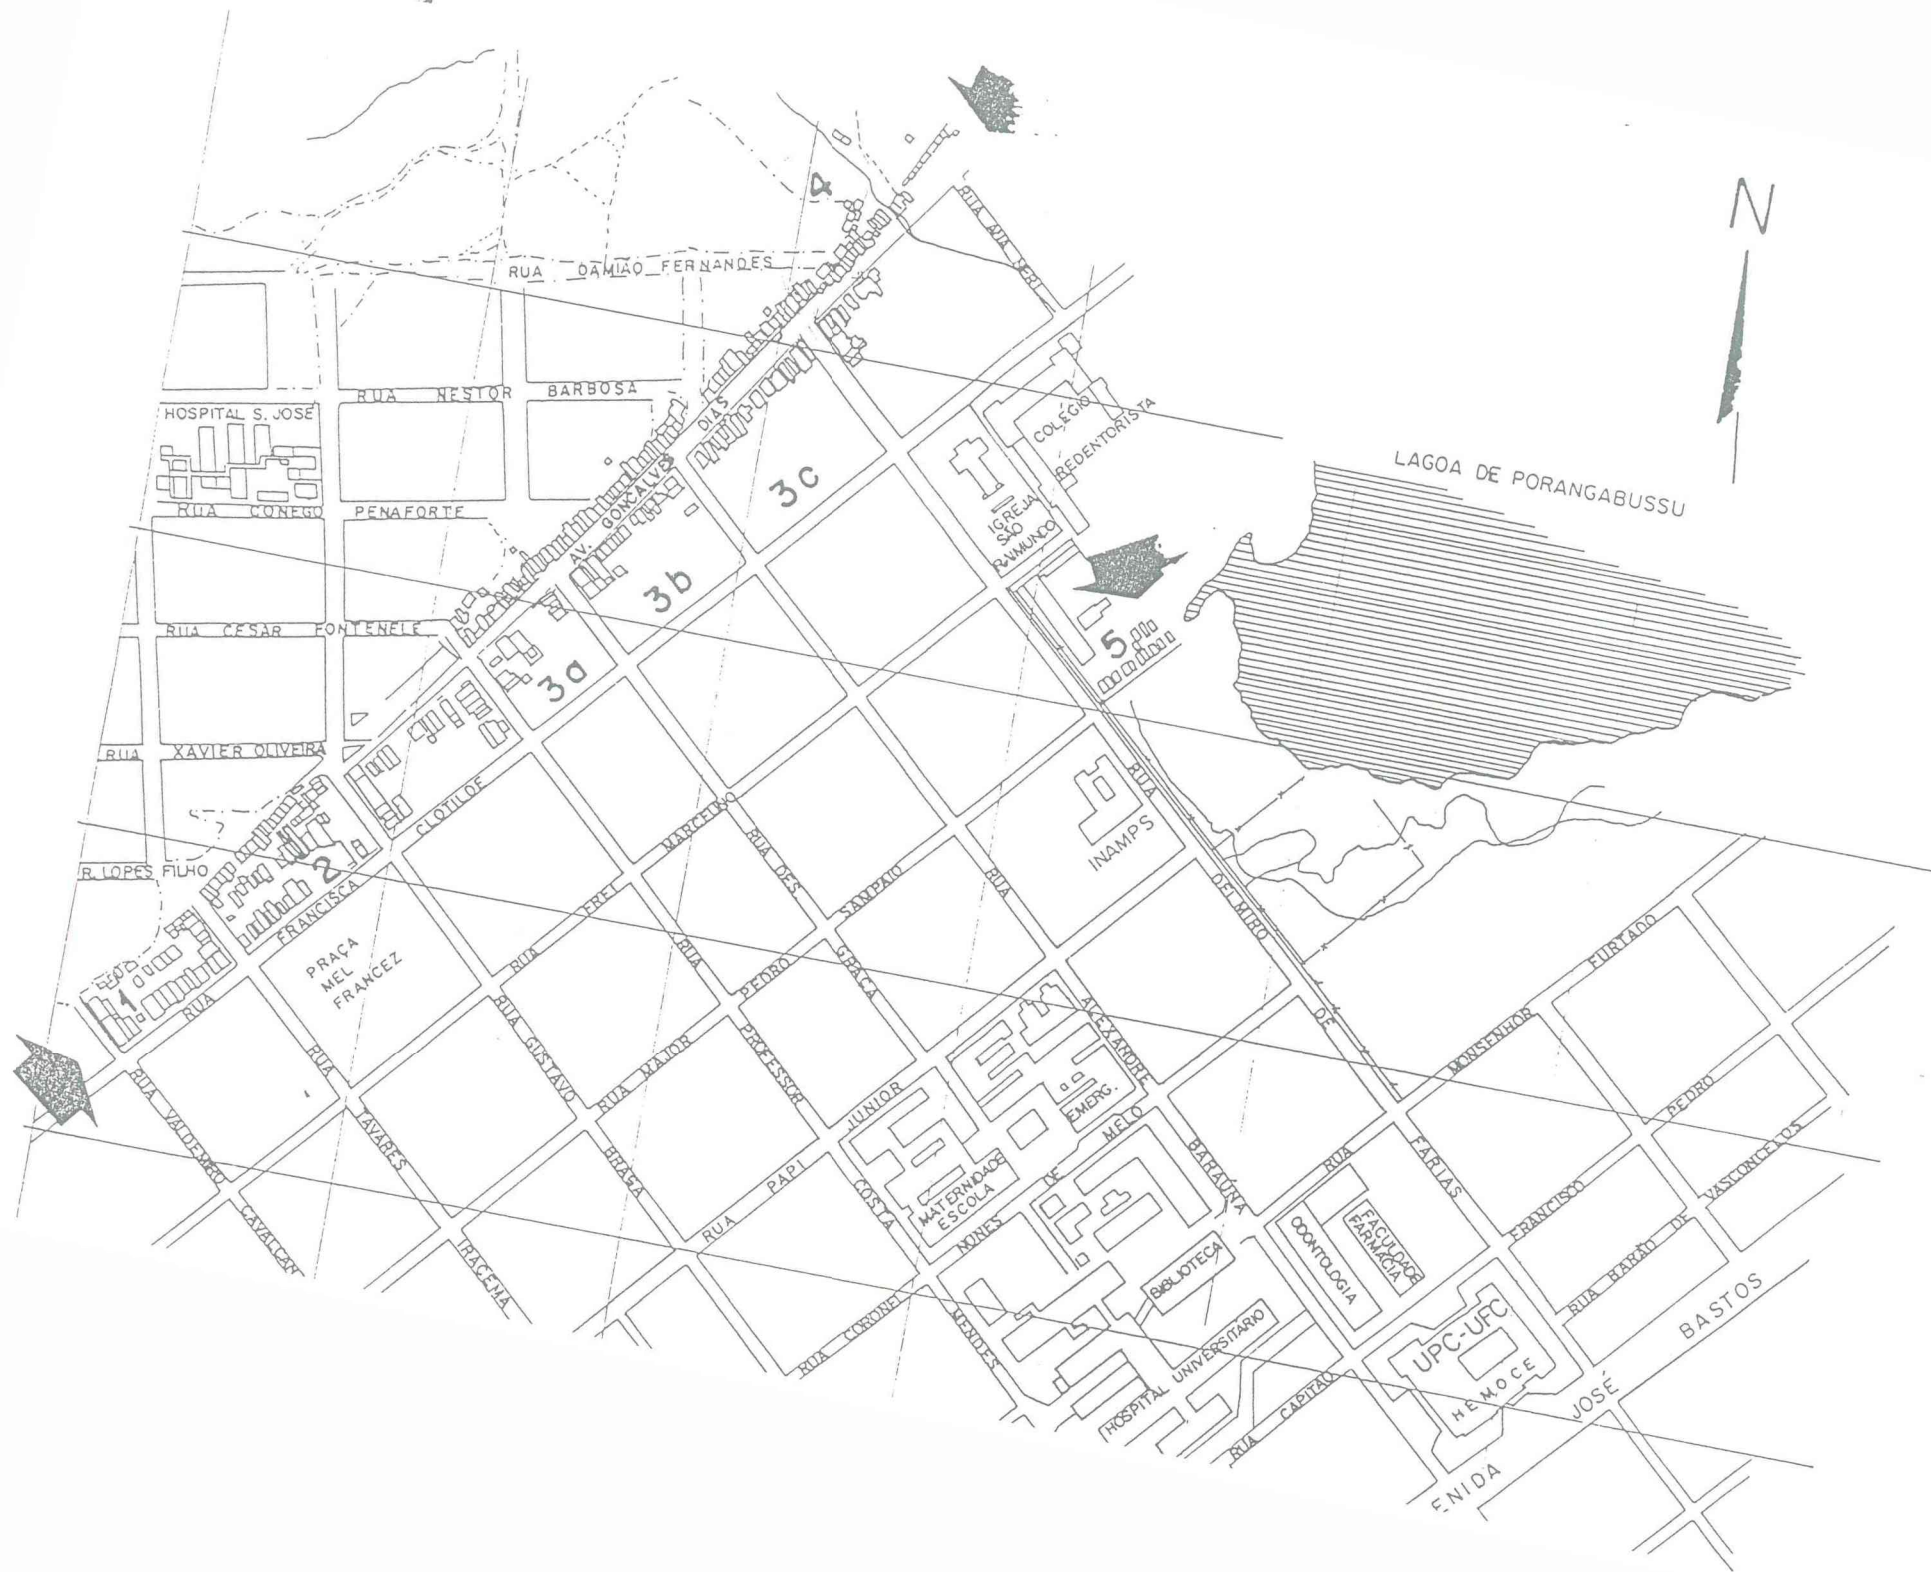 N
4
RUA AJA SERI
RUA DAMIÃO FERNANDES
RUA NESTOR BARBOSA
HOSPITAL S. JOSÉ
RUA CONEGO PENAFORTE
AV. GONÇALVES DIAS
COLÉGIO
REDENTORISTA
LAGOA DE PORANGABUSSU
3c
IGREJA
SÃO
RAIMUNDO
3b
RUA CESAR FONTENELE
5
3a
RUA XAVIER OLIVEIRA
R. LOPES FILHO
2
RUA FRANCISCA CLOTILDE
PRAÇA
MEL
FRANCEZ
1
INAMPS
RUA FREI MARCELINO
RUA MAJOR PEDRO SAMPAIO
RUA PAPI JUNIOR
RUA CORONEL NUNES DE MELO
RUA CAPITÃO FRANCISCO PEDRO
RUA MONSENHOR FURTADO
RUA BARÃO DE VASCONCELOS
ENIDA JOSÉ BASTOS
RUA VALDEMRO CAVALCAN
RUA TAVARES IRACEMA
RUA GUSTAVO BRAGA
RUA PROFESSOR COSTA MENDES
RUA DES GRAÇA
RUA ALEXANDRE BARAÚNA
RUA DELMIRO DE FARIAS
EMERG.
MATERNIDADE
ESCOLA
BIBLIOTECA
HOSPITAL UNIVERSITÁRIO
ODONTOLOGIA
FACULDADE
FARMÁCIA
UPC-UFC
HEMOCE